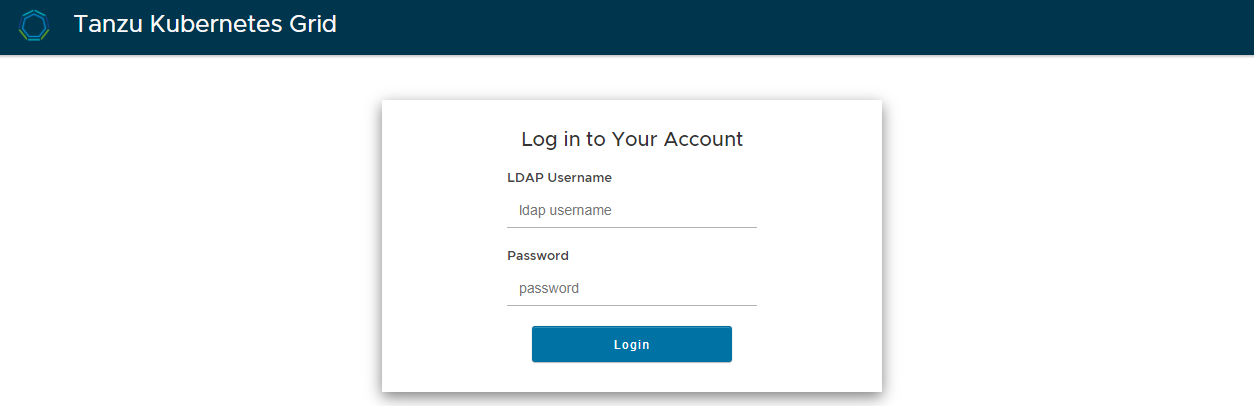 Tanzu Kubernetes Grid
Log in to Your Account
LDAP Username
ldap username
Password
password
Login